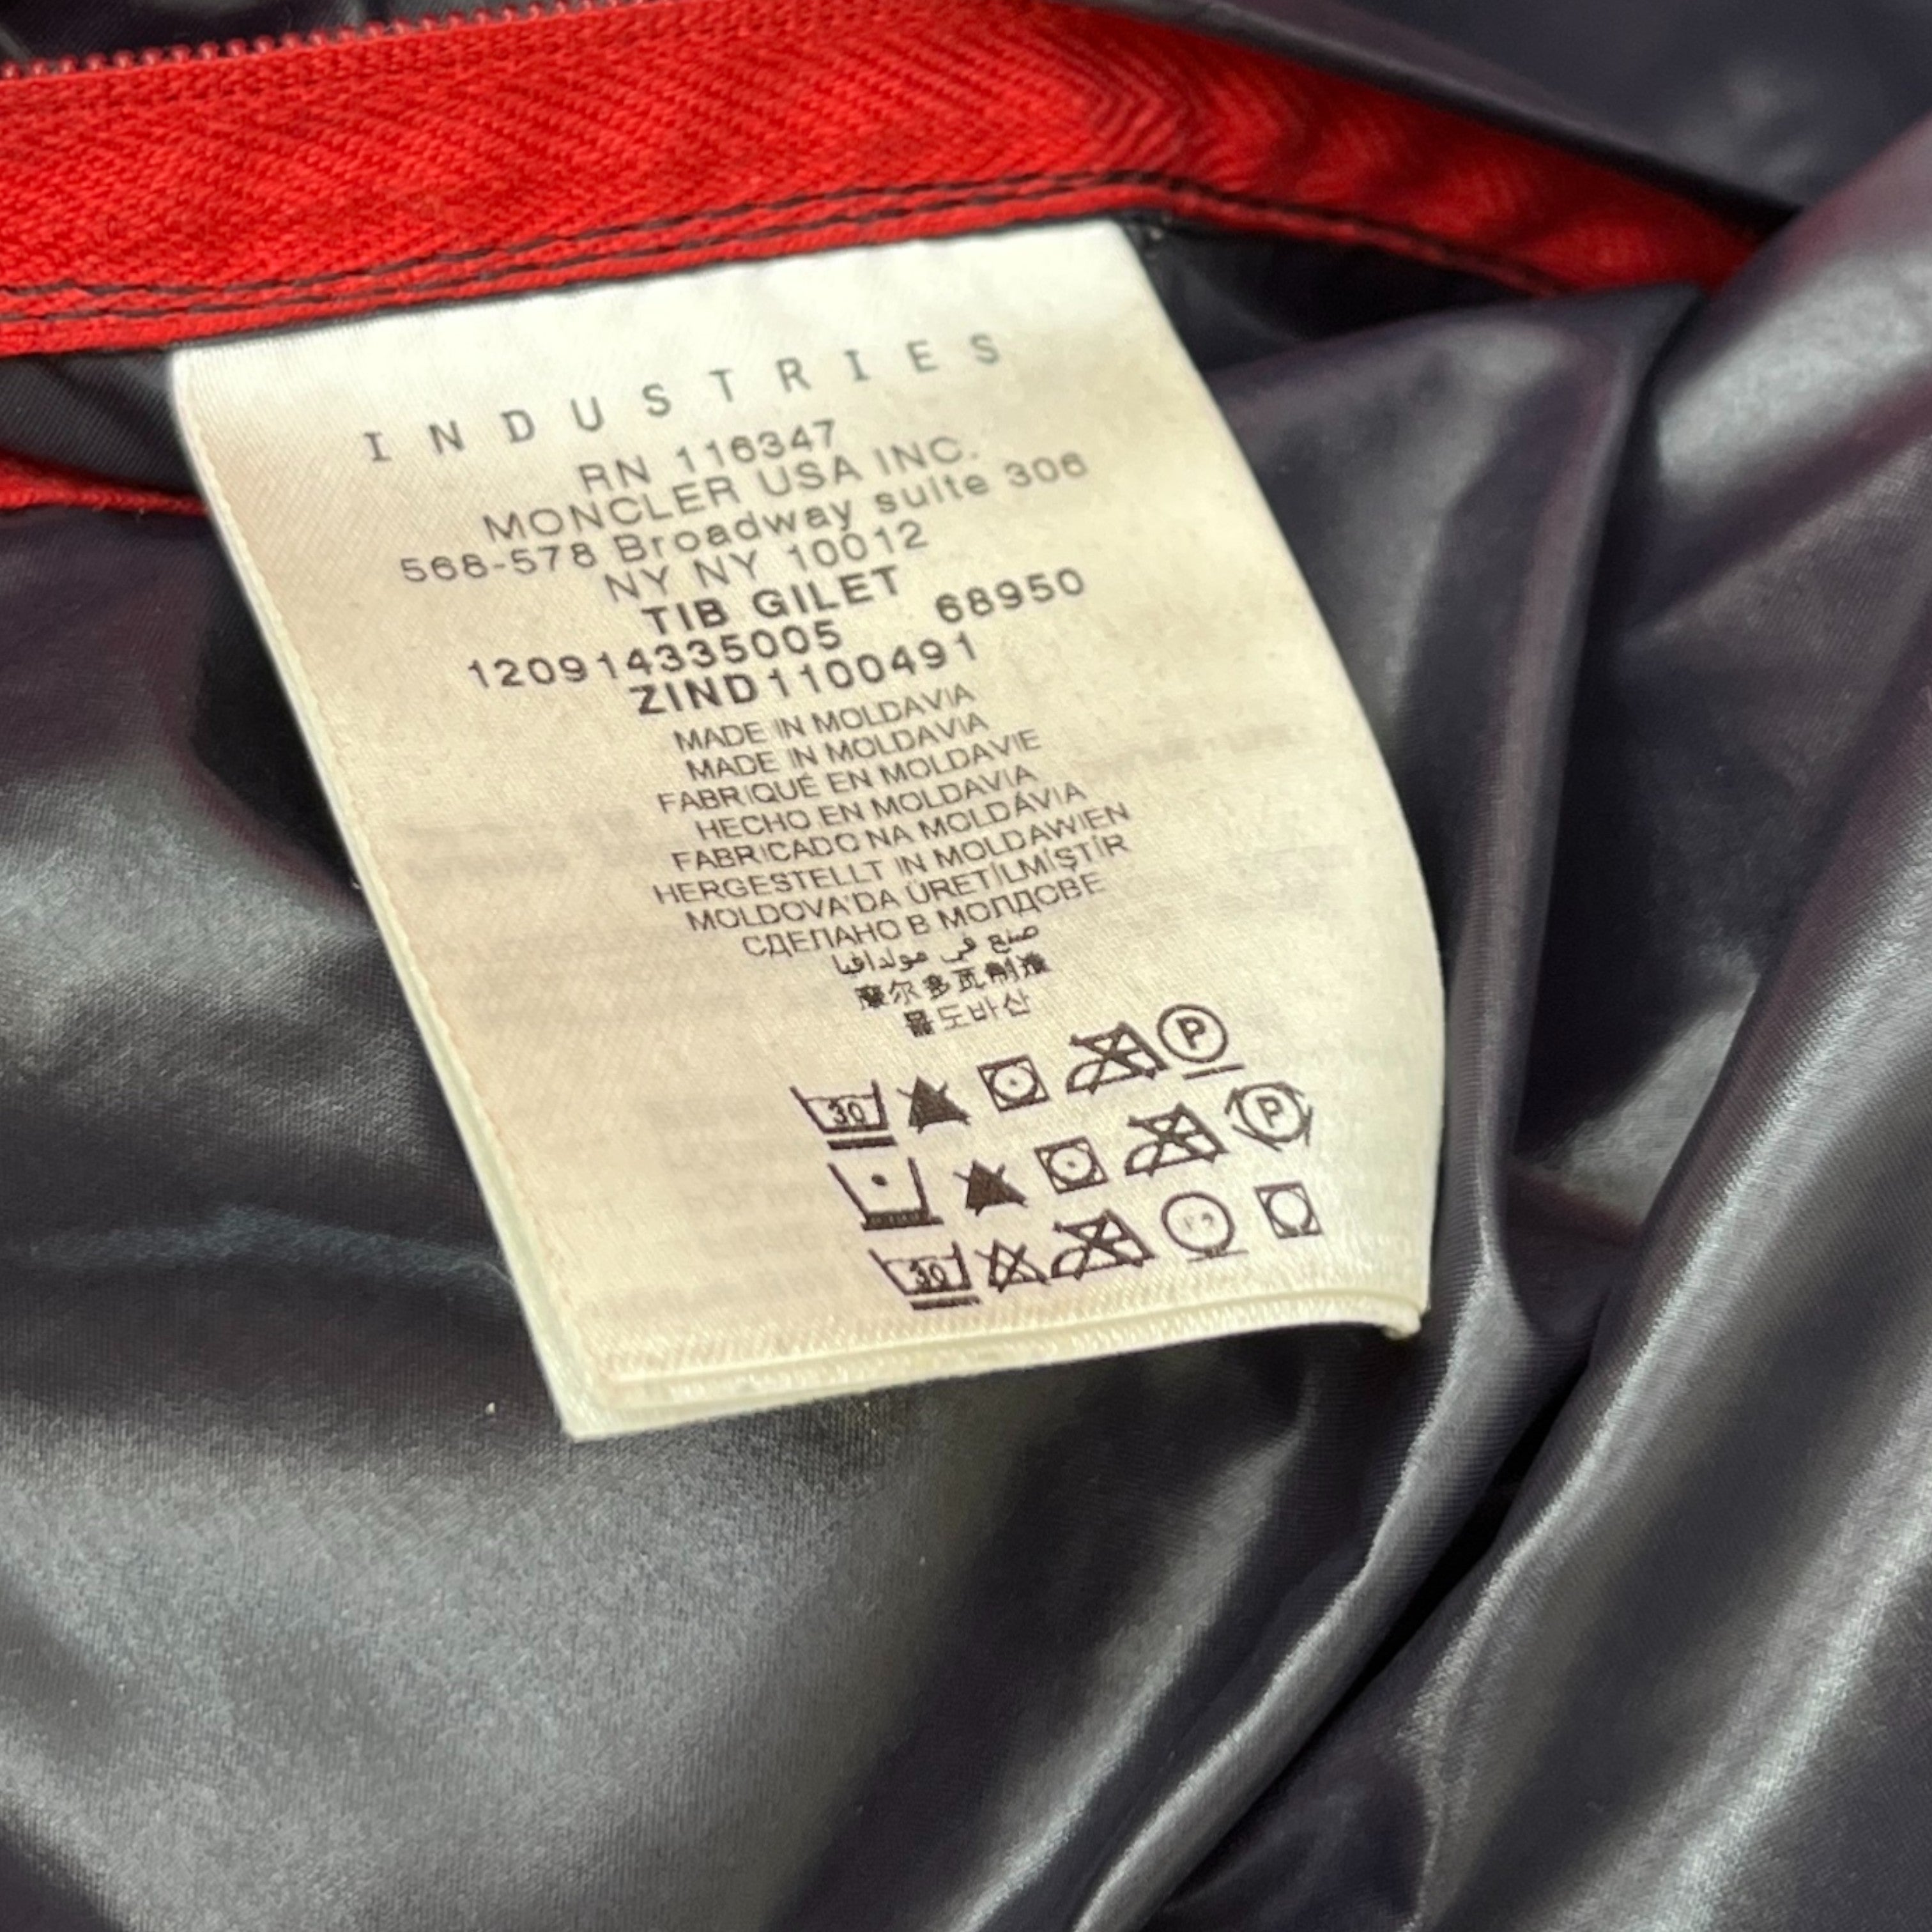 INDUSTRIES
RN 116347
MONCLER USA INC.
568-578 Broadway suite 306
NY NY 10012
TIB GILET
120914335005 68950
ZIND1100491
MADE IN MOLDAVIA
MADE IN MOLDAVIA
FABRIQUÉ EN MOLDAVIE
HECHO EN MOLDAVIA
FABRICADO NA MOLDÁVIA
HERGESTELLT IN MOLDAWIEN
MOLDOVA'DA ÜRETİLMİŞTİR
СДЕЛАНО В МОЛДОВЕ
صنع في مولدافيا
摩尔多瓦制造
몰도바산
30 P
P
30